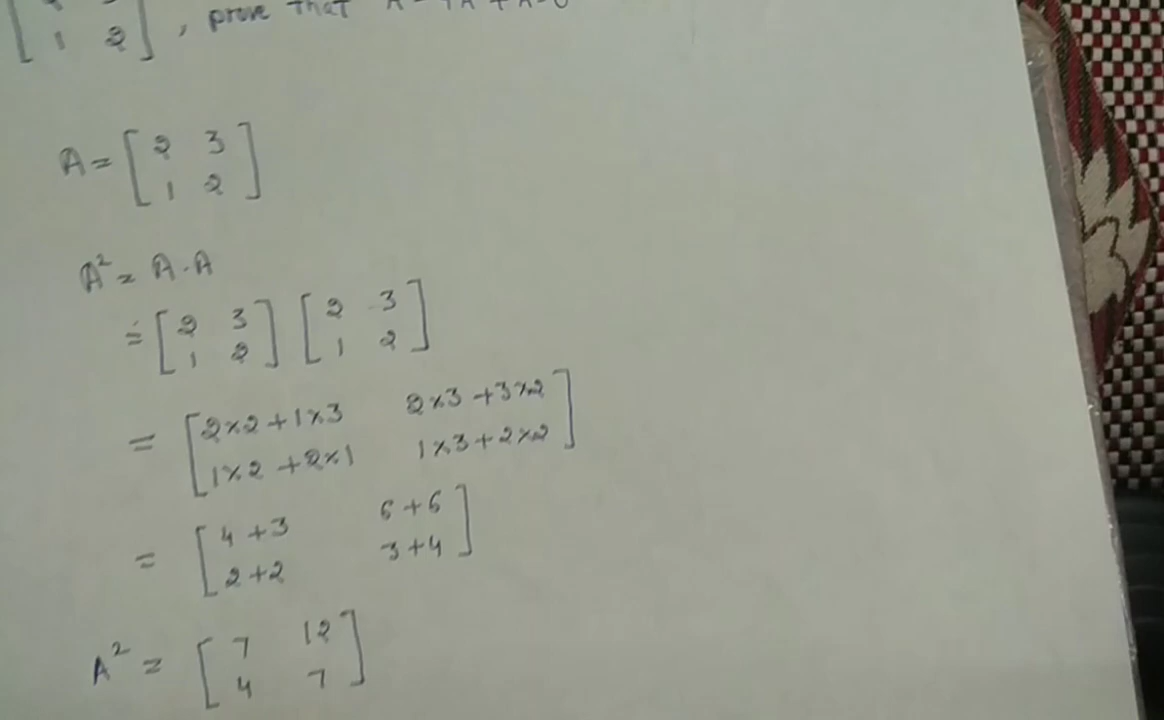 [1 2], prove that
A = [2 3
1 2]
A² = A·A
= [2 3 [2 3
1 2] 1 2]
= [2×2+1×3 2×3+3×2
1×2+2×1 1×3+2×2]
= [4+3 6+6
2+2 3+4]
A² = [7 12
4 7]